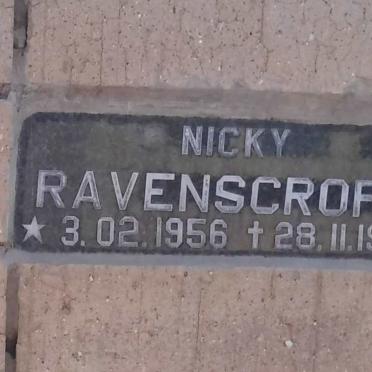 NICKY
RAVENSCROF
★ 3.02.1956 † 28.11.19